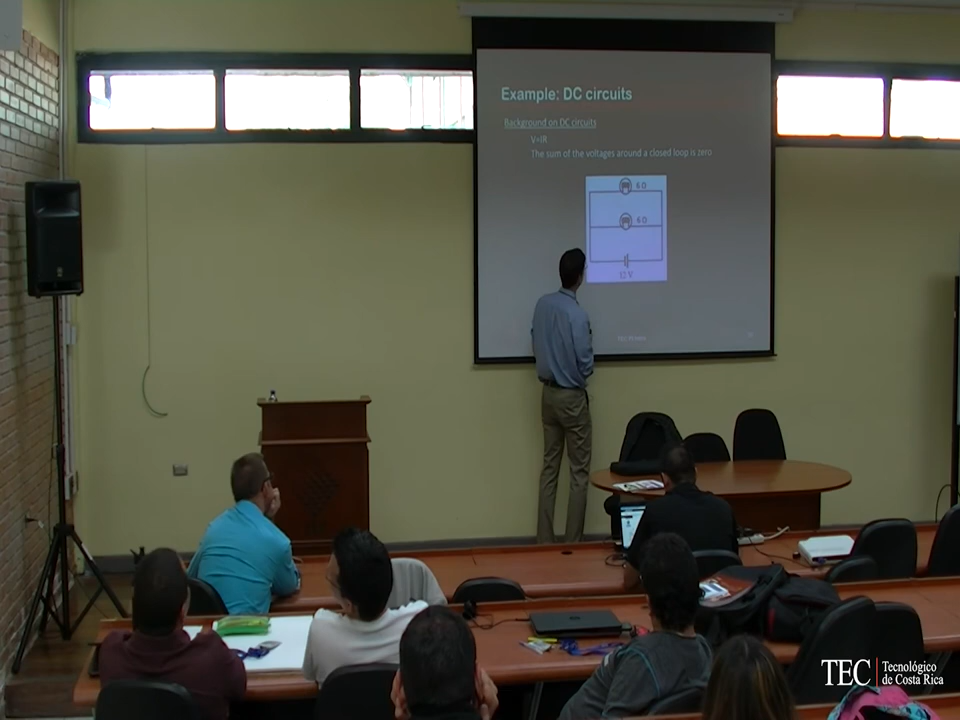 Example: DC circuits
Background on DC circuits
V=IR
The sum of the voltages around a closed loop is zero
6 Ω
6 Ω
12 V
TEC | Tecnológico
de Costa Rica